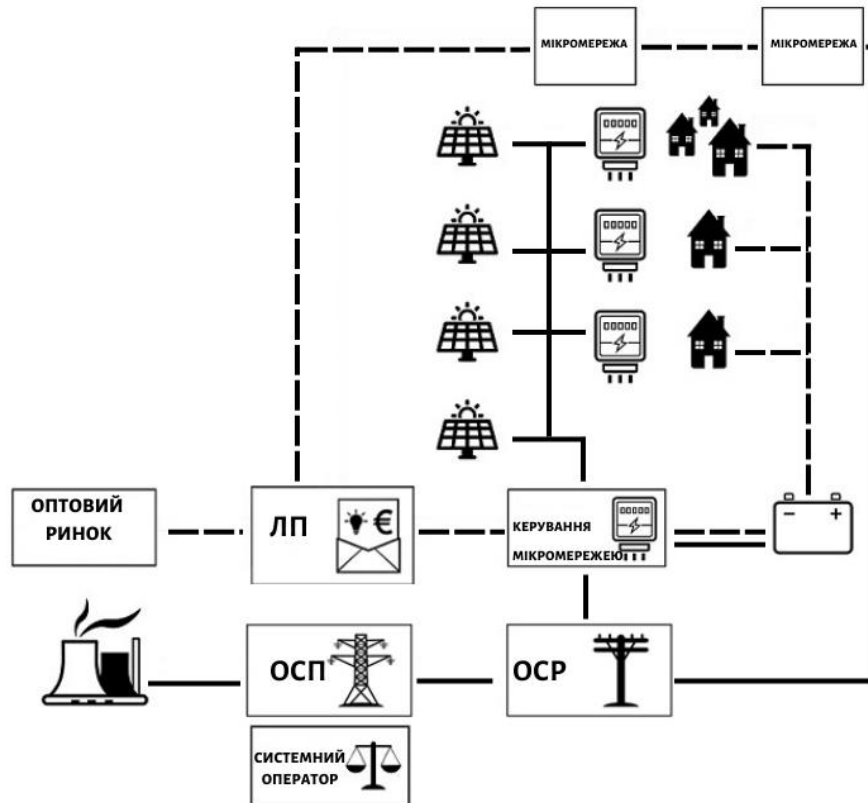 МІКРОМЕРЕЖА
МІКРОМЕРЕЖА
ОПТОВИЙ
РИНОК
ЛП
€
КЕРУВАННЯ
МІКРОМЕРЕЖЕЮ
− +
ОСП
ОСР
СИСТЕМНИЙ
ОПЕРАТОР